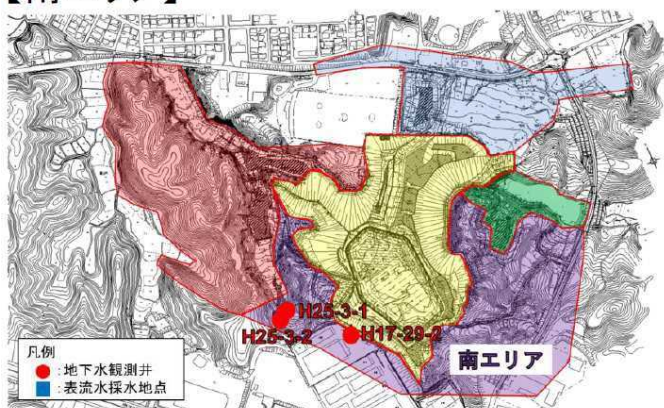 H25-3-1
H25-3-2
H17-29-2
南エリア
凡例
：地下水観測井
：表流水採水地点